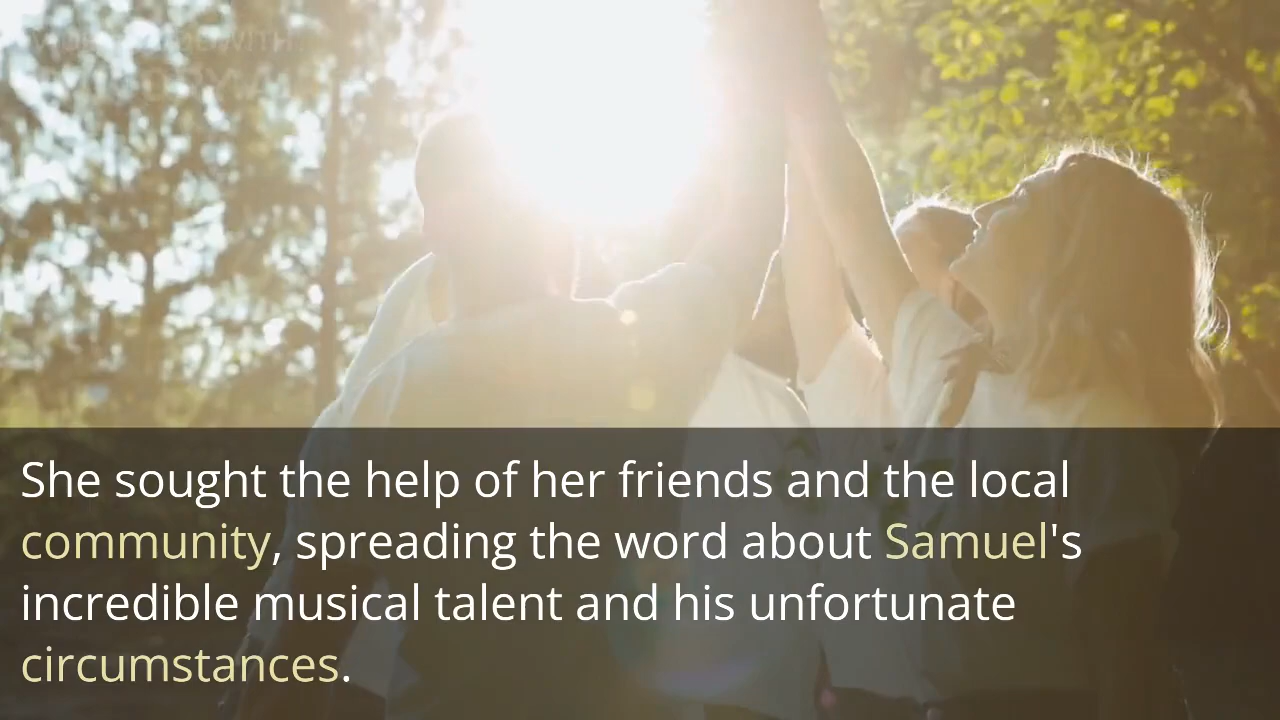 She sought the help of her friends and the local
community, spreading the word about Samuel's
incredible musical talent and his unfortunate
circumstances.